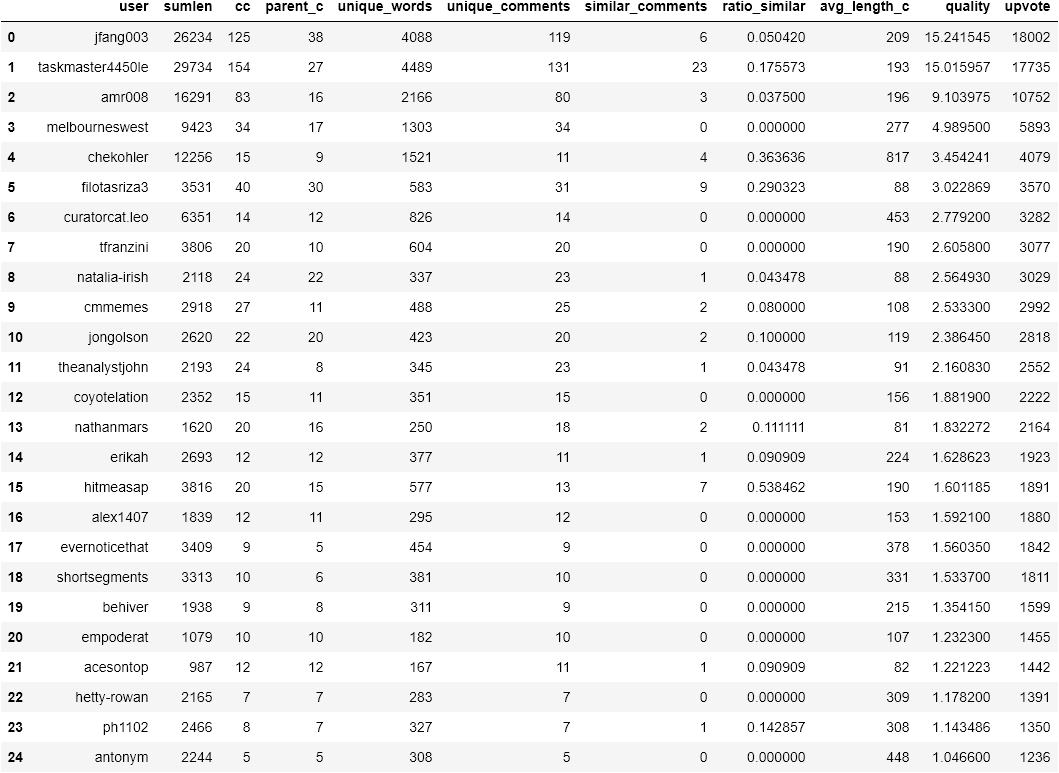 user sumlen cc parent_c unique_words unique_comments similar_comments ratio_similar avg_length_c quality upvote
0 jfang003 26234 125 38 4088 119 6 0.050420 209 15.241545 18002
1 taskmaster4450le 29734 154 27 4489 131 23 0.175573 193 15.015957 17735
2 amr008 16291 83 16 2166 80 3 0.037500 196 9.103975 10752
3 melbourneswest 9423 34 17 1303 34 0 0.000000 277 4.989500 5893
4 chekohler 12256 15 9 1521 11 4 0.363636 817 3.454241 4079
5 filotasriza3 3531 40 30 583 31 9 0.290323 88 3.022869 3570
6 curatorcat.leo 6351 14 12 826 14 0 0.000000 453 2.779200 3282
7 tfranzini 3806 20 10 604 20 0 0.000000 190 2.605800 3077
8 natalia-irish 2118 24 22 337 23 1 0.043478 88 2.564930 3029
9 cmmemes 2918 27 11 488 25 2 0.080000 108 2.533300 2992
10 jongolson 2620 22 20 423 20 2 0.100000 119 2.386450 2818
11 theanalystjohn 2193 24 8 345 23 1 0.043478 91 2.160830 2552
12 coyotelation 2352 15 11 351 15 0 0.000000 156 1.881900 2222
13 nathanmars 1620 20 16 250 18 2 0.111111 81 1.832272 2164
14 erikah 2693 12 12 377 11 1 0.090909 224 1.628623 1923
15 hitmeasap 3816 20 15 577 13 7 0.538462 190 1.601185 1891
16 alex1407 1839 12 11 295 12 0 0.000000 153 1.592100 1880
17 evernoticethat 3409 9 5 454 9 0 0.000000 378 1.560350 1842
18 shortsegments 3313 10 6 381 10 0 0.000000 331 1.533700 1811
19 behiver 1938 9 8 311 9 0 0.000000 215 1.354150 1599
20 empoderat 1079 10 10 182 10 0 0.000000 107 1.232300 1455
21 acesontop 987 12 12 167 11 1 0.090909 82 1.221223 1442
22 hetty-rowan 2165 7 7 283 7 0 0.000000 309 1.178200 1391
23 ph1102 2466 8 7 327 7 1 0.142857 308 1.143486 1350
24 antonym 2244 5 5 308 5 0 0.000000 448 1.046600 1236